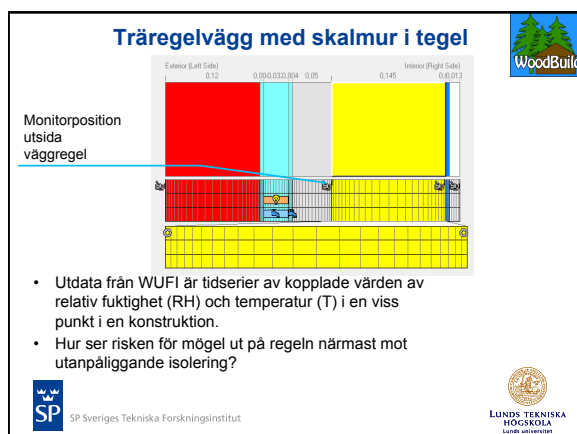 Träregelvägg med skalmur i tegel
WoodBuild
Exterior (Left Side)
Interior (Right Side)
0,12
0,05
0,145
Monitorposition
utsida
väggregel
• Utdata från WUFI är tidserier av kopplade värden av
relativ fuktighet (RH) och temperatur (T) i en viss
punkt i en konstruktion.
• Hur ser risken för mögel ut på regeln närmast mot
utanpåliggande isolering?
SP
SP Sveriges Tekniska Forskningsinstitut
LUNDS TEKNISKA
HÖGSKOLA
Lunds universitet